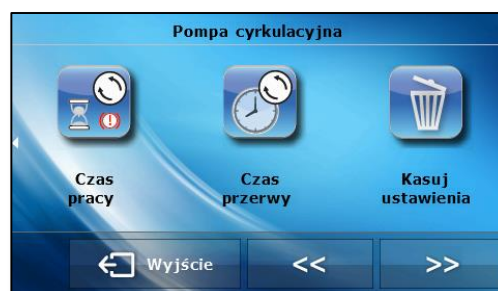 Pompa cyrkulacyjna
Czas
pracy
Czas
przerwy
Kasuj
ustawienia
Wyjście
<<
>>